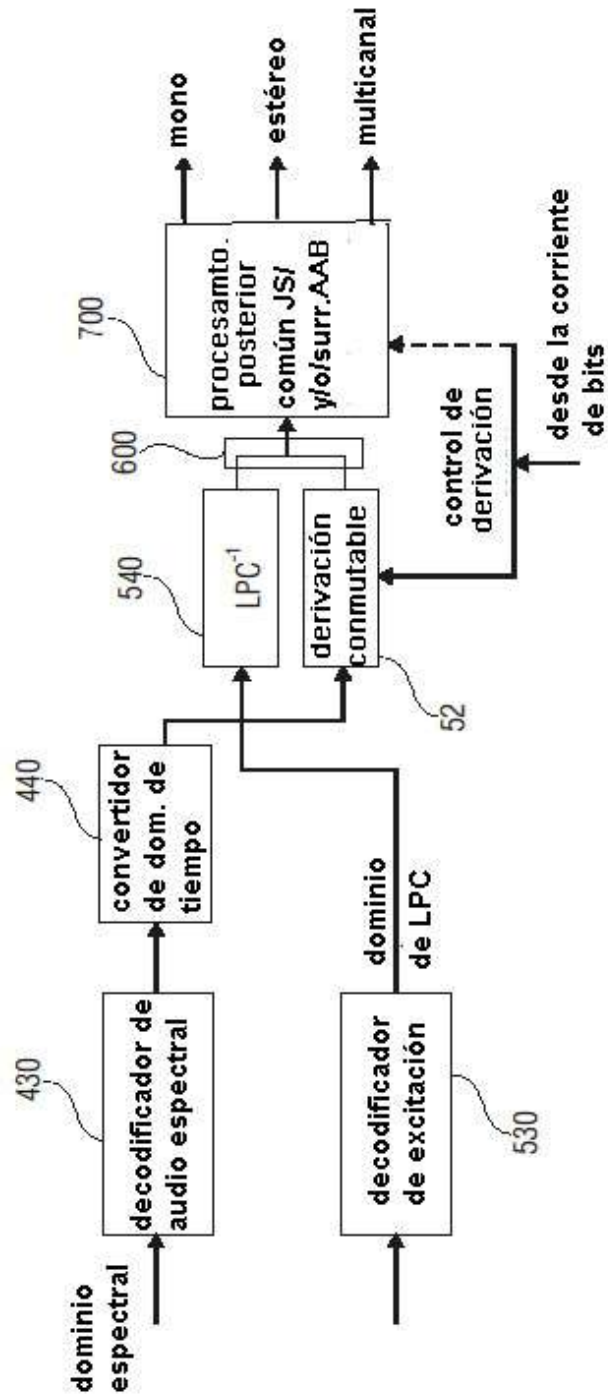 dominio
espectral
430
decodificador de
audio espectral
440
convertidor
de dom. de
tiempo
decodificador
de excitación
530
dominio
de LPC
540
LPC⁻¹
derivación
conmutable
52
600
700
procesamto.
posterior
común JS/
y/o/surr.AAB
mono
estéreo
multicanal
control de
derivación
desde la corriente
de bits